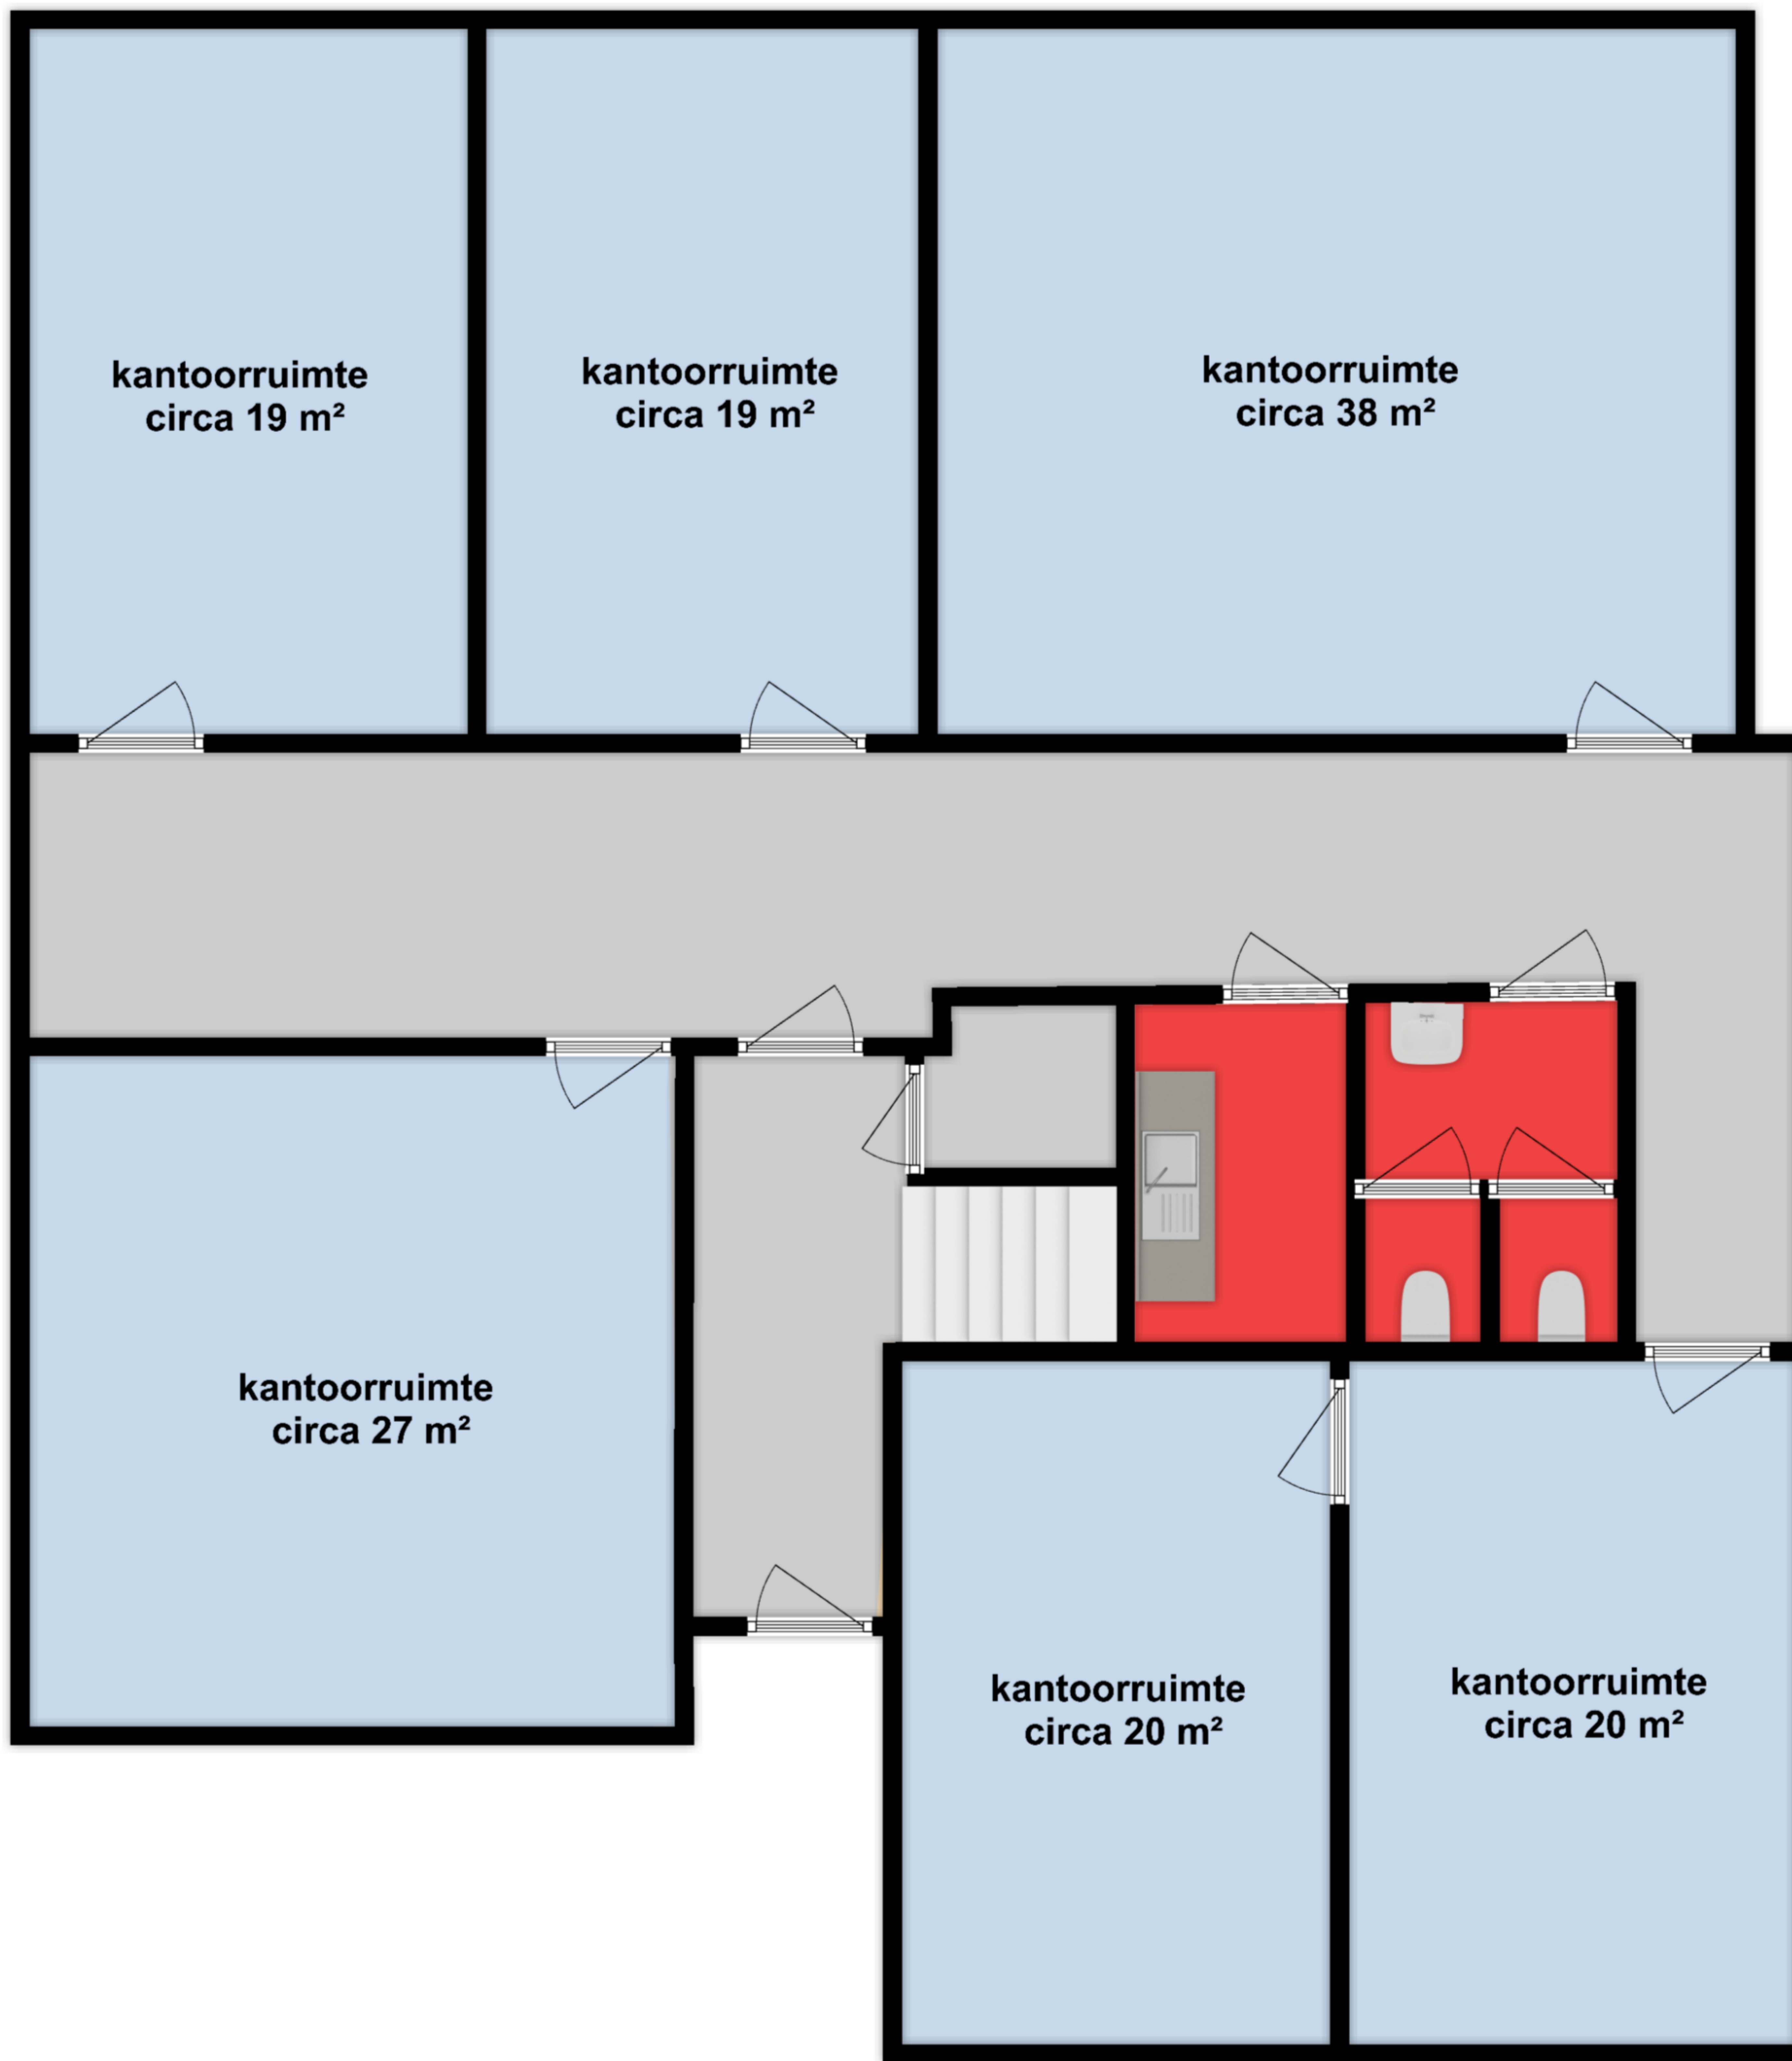 kantoorruimte
circa 19 m²
kantoorruimte
circa 19 m²
kantoorruimte
circa 38 m²
kantoorruimte
circa 27 m²
kantoorruimte
circa 20 m²
kantoorruimte
circa 20 m²